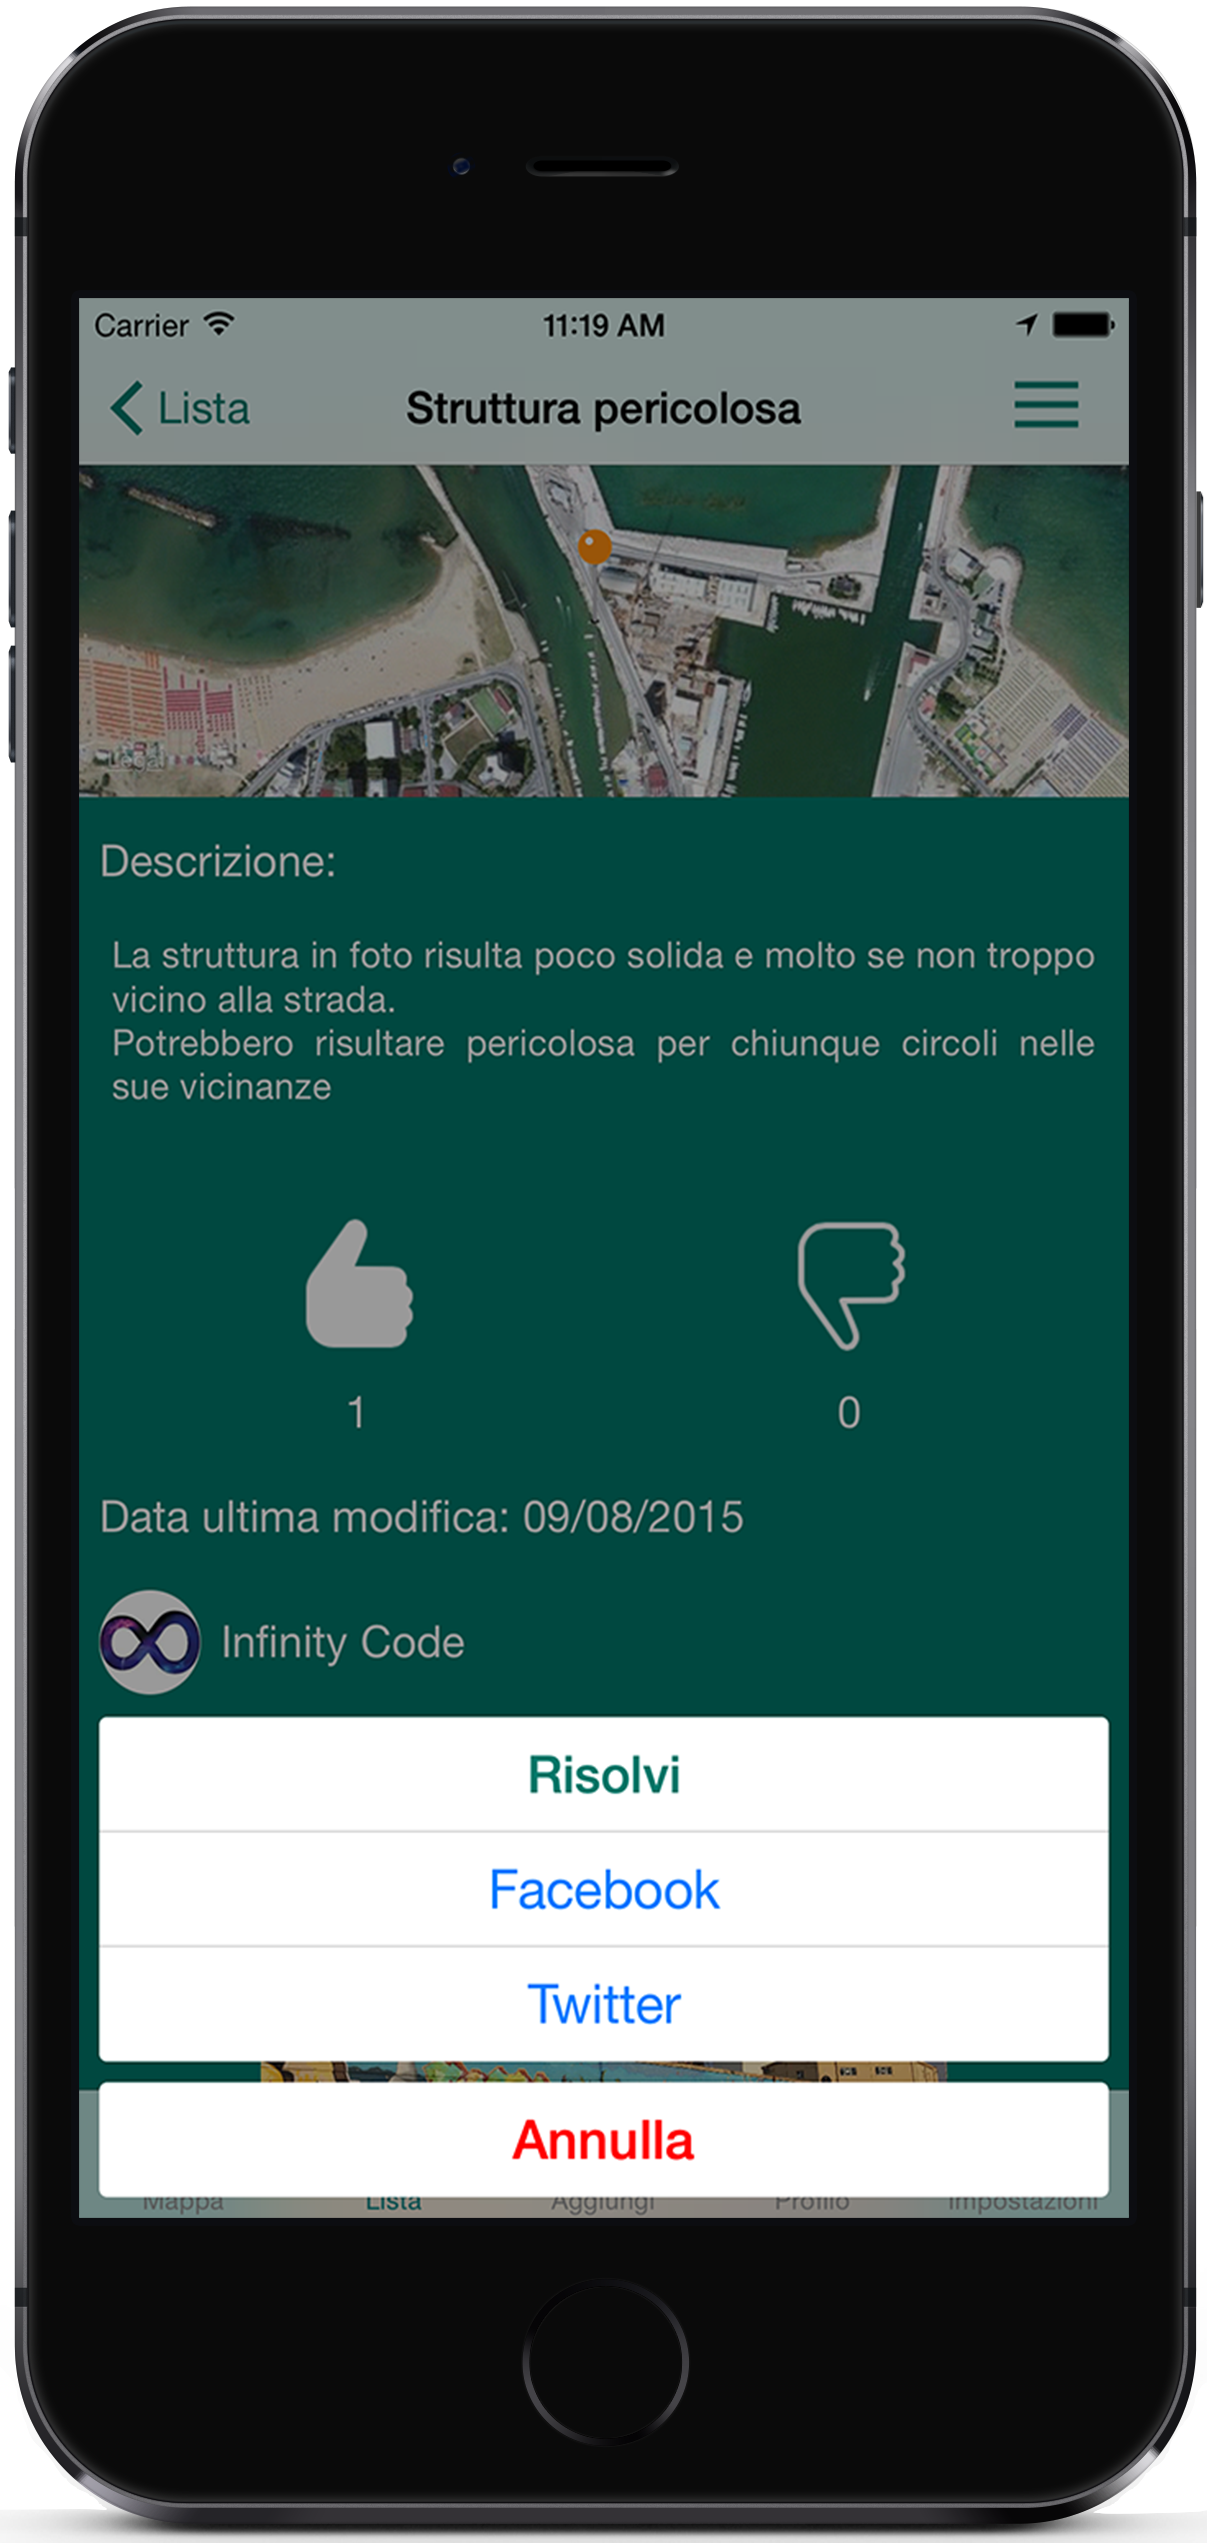 Carrier 11:19 AM
Lista Struttura pericolosa
Legal
Descrizione:
La struttura in foto risulta poco solida e molto se non troppo
vicino alla strada.
Potrebbero risultare pericolosa per chiunque circoli nelle
sue vicinanze
1 0
Data ultima modifica: 09/08/2015
Infinity Code
Risolvi
Facebook
Twitter
Annulla
Mappa Lista Aggiungi Profilo Impostazioni